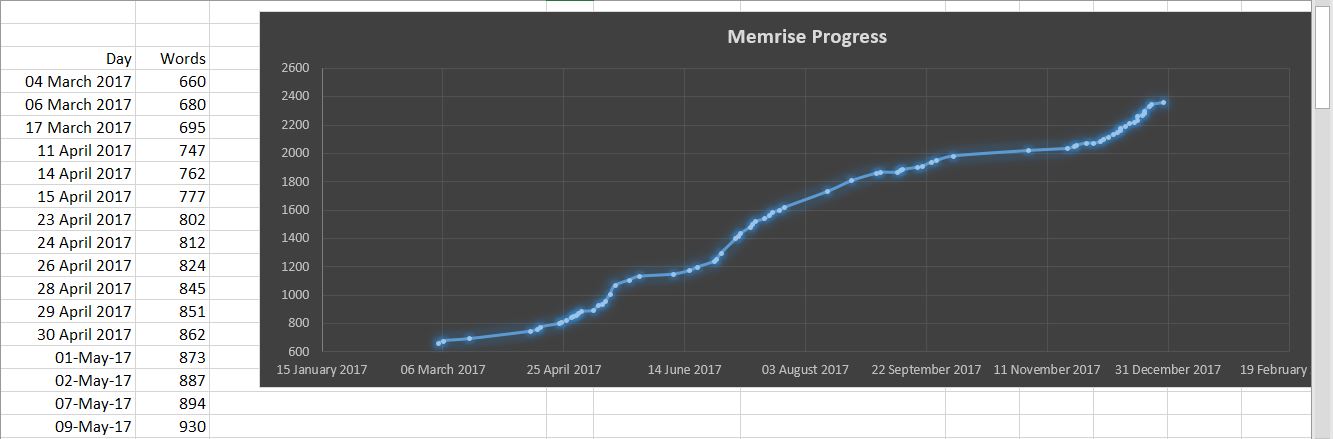 Day Words
04 March 2017 660
06 March 2017 680
17 March 2017 695
11 April 2017 747
14 April 2017 762
15 April 2017 777
23 April 2017 802
24 April 2017 812
26 April 2017 824
28 April 2017 845
29 April 2017 851
30 April 2017 862
01-May-17 873
02-May-17 887
07-May-17 894
09-May-17 930
Memrise Progress
2600
2400
2200
2000
1800
1600
1400
1200
1000
800
600
15 January 2017 06 March 2017 25 April 2017 14 June 2017 03 August 2017 22 September 2017 11 November 2017 31 December 2017 19 February